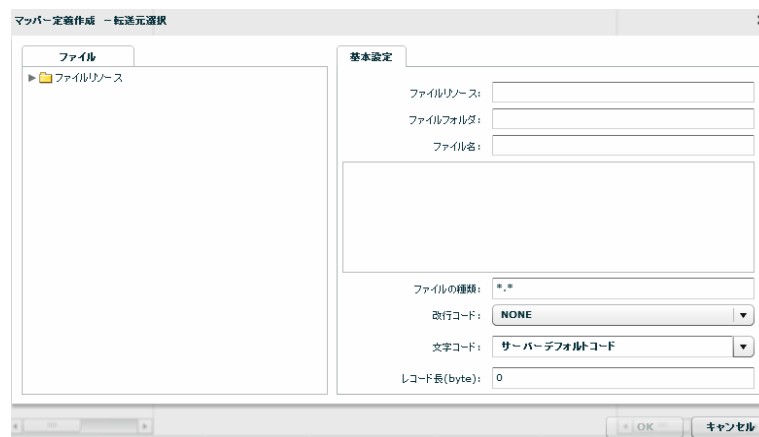 マッパー定義作成 －転送元選択
ファイル
ファイルリソース
基本設定
ファイルリソース:
ファイルフォルダ:
ファイル名:
ファイルの種類: *.*
改行コード: NONE
文字コード: サーバーデフォルトコード
レコード長(byte): 0
OK
キャンセル